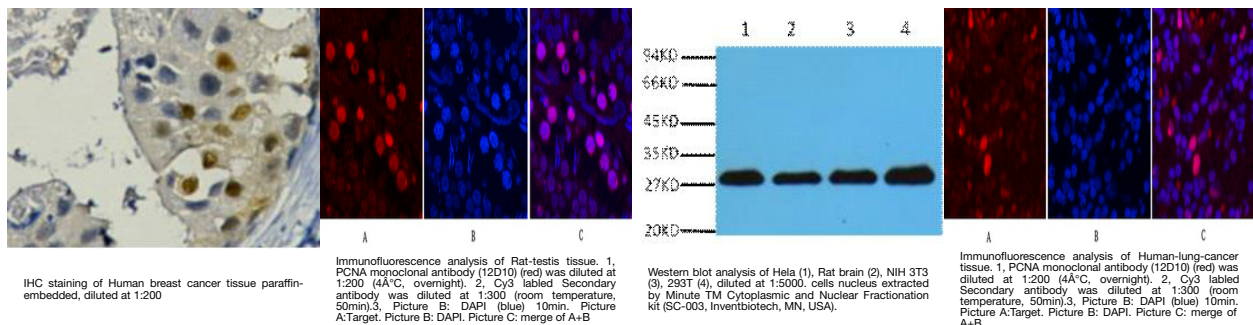 1 2 3 4
94KD
66KD
45KD
35KD
27KD
20KD
A B C
A B C
IHC staining of Human breast cancer tissue paraffin-
embedded, diluted at 1:200
Immunofluorescence analysis of Rat-testis tissue. 1,
PCNA monoclonal antibody (12D10) (red) was diluted at
1:200 (4Â°C, overnight). 2, Cy3 labled Secondary
antibody was diluted at 1:300 (room temperature,
50min).3, Picture B: DAPI (blue) 10min. Picture
A:Target. Picture B: DAPI. Picture C: merge of A+B
Western blot analysis of Hela (1), Rat brain (2), NIH 3T3
(3), 293T (4), diluted at 1:5000. cells nucleus extracted
by Minute TM Cytoplasmic and Nuclear Fractionation
kit (SC-003, Inventbiotech, MN, USA).
Immunofluorescence analysis of Human-lung-cancer
tissue. 1, PCNA monoclonal antibody (12D10) (red) was
diluted at 1:200 (4Â°C, overnight). 2, Cy3 labled
Secondary antibody was diluted at 1:300 (room
temperature, 50min).3, Picture B: DAPI (blue) 10min.
Picture A:Target. Picture B: DAPI. Picture C: merge of
A+B